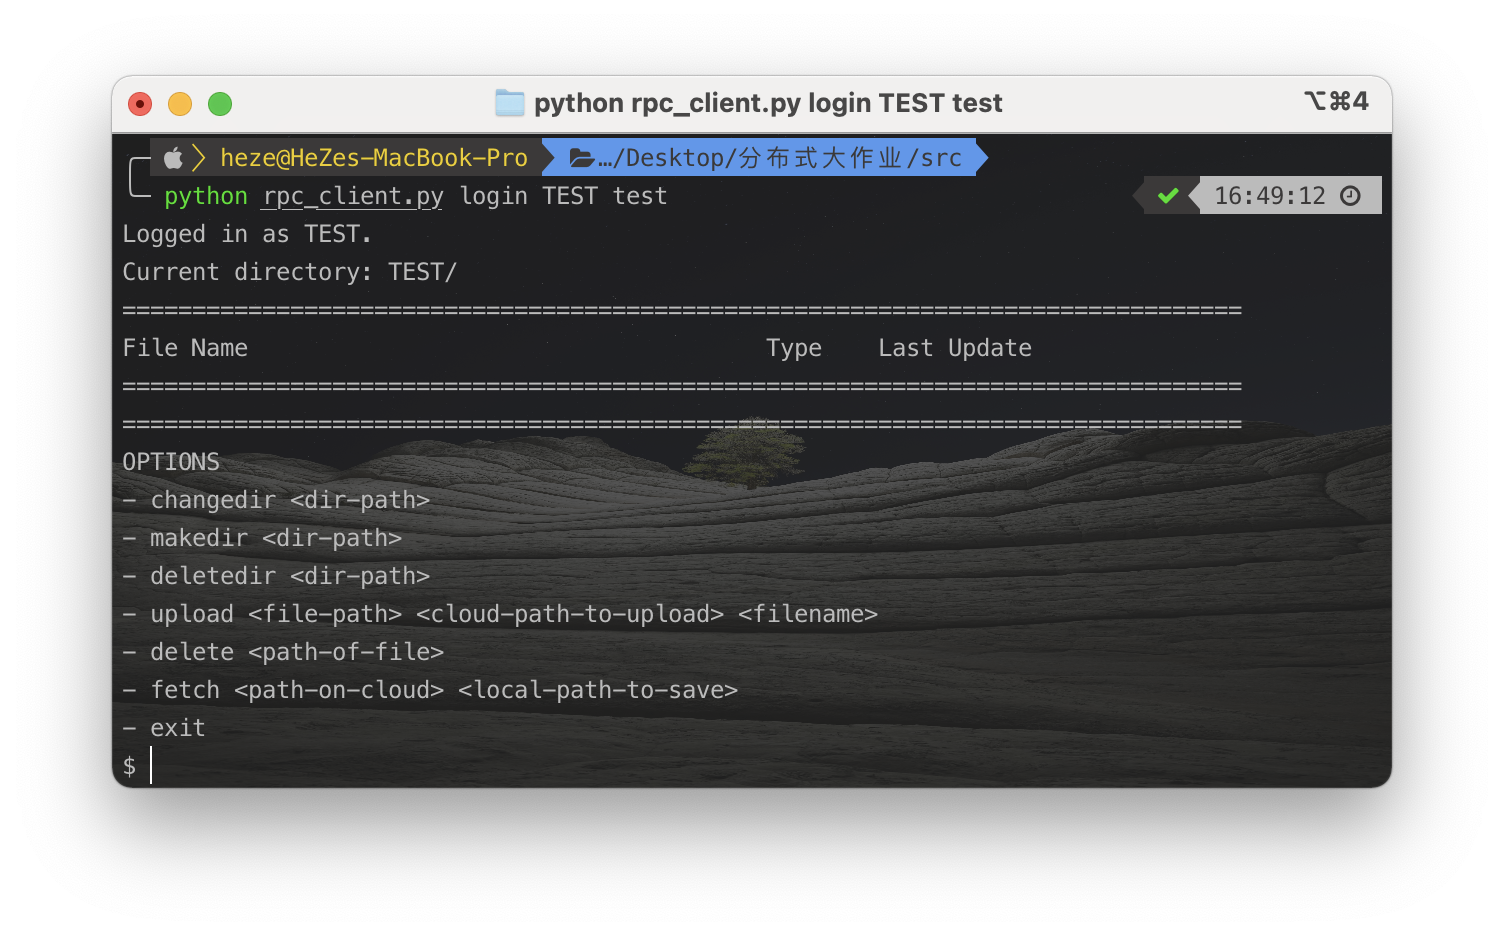 python rpc_client.py login TEST test
⌥⌘4
heze@HeZes-MacBook-Pro …/Desktop/分布式大作业/src
python rpc_client.py login TEST test 16:49:12
Logged in as TEST.
Current directory: TEST/
================================================================================
File Name Type Last Update
================================================================================
================================================================================
OPTIONS
- changedir <dir-path>
- makedir <dir-path>
- deletedir <dir-path>
- upload <file-path> <cloud-path-to-upload> <filename>
- delete <path-of-file>
- fetch <path-on-cloud> <local-path-to-save>
- exit
$